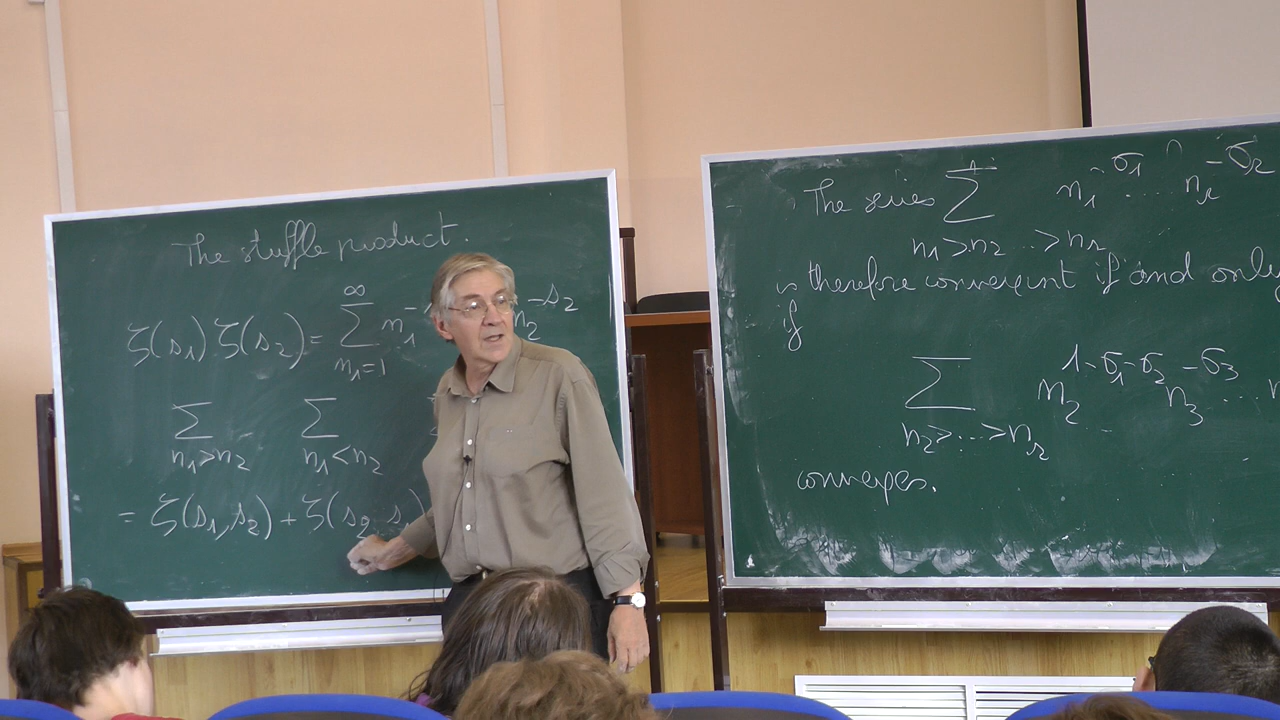 The stuffle product.
ζ(s₁) ζ(s₂) = ∑ₙ₁₌₁^∞ n₁⁻ n₂^(-s₂)
∑ ∑
n₁>n₂ n₁<n₂
= ζ(s₁,s₂) + ζ(s₂, s₁)
The series ∑ n₁^(-σ₁) ... nᵣ^(-σ₂)
n₁>n₂ ...>nᵣ
is therefore convergent if and only
if
∑ n₂^(1-σ₁-σ₂) n₃^(-σ₃) ...
n₂>...>nᵣ
converges.